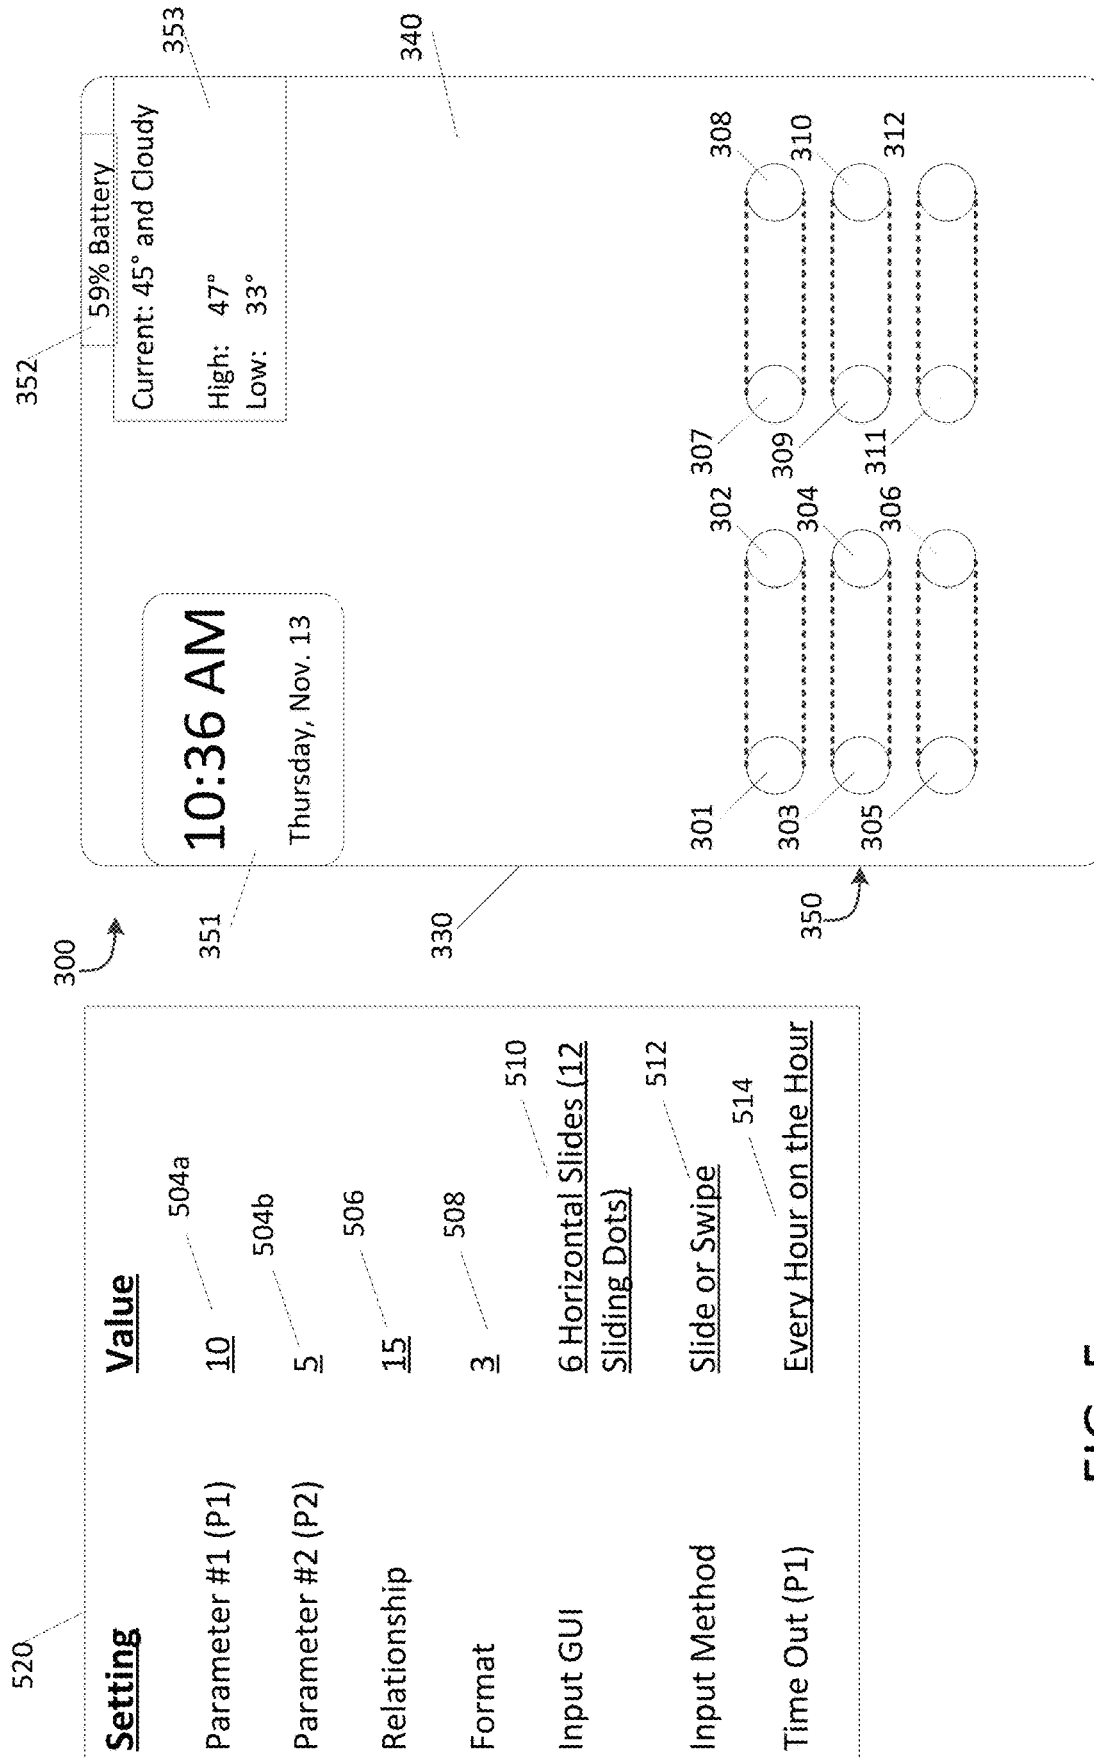 520
Setting
Value
Parameter #1 (P1)
10
504a
Parameter #2 (P2)
5
504b
Relationship
15
506
Format
3
508
Input GUI
6 Horizontal Slides (12
Sliding Dots)
510
Input Method
Slide or Swipe
512
Time Out (P1)
Every Hour on the Hour
514
300
352
353
59% Battery
10:36 AM
Thursday, Nov. 13
351
Current: 45° and Cloudy
High: 47°
Low: 33°
330
340
350
301
302
307
308
303
304
309
310
305
306
311
312